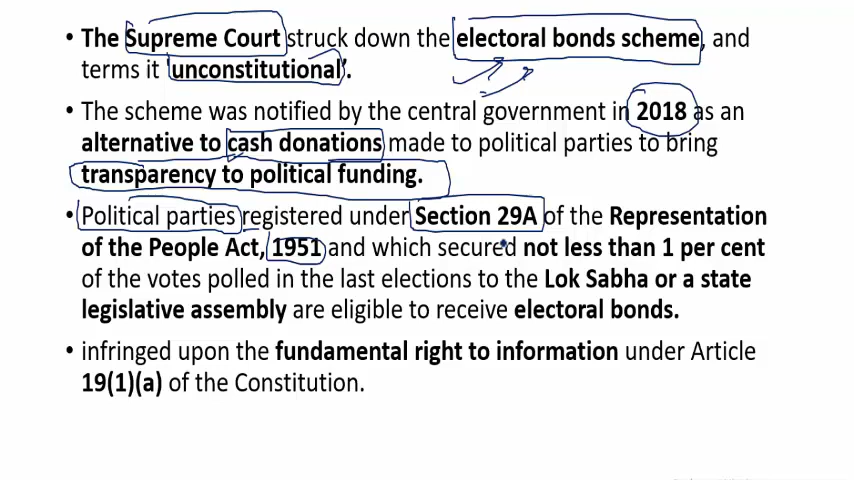 • The Supreme Court struck down the electoral bonds scheme, and
terms it 'unconstitutional'.
• The scheme was notified by the central government in 2018 as an
alternative to cash donations made to political parties to bring
transparency to political funding.
• Political parties registered under Section 29A of the Representation
of the People Act, 1951 and which secured not less than 1 per cent
of the votes polled in the last elections to the Lok Sabha or a state
legislative assembly are eligible to receive electoral bonds.
• infringed upon the fundamental right to information under Article
19(1)(a) of the Constitution.